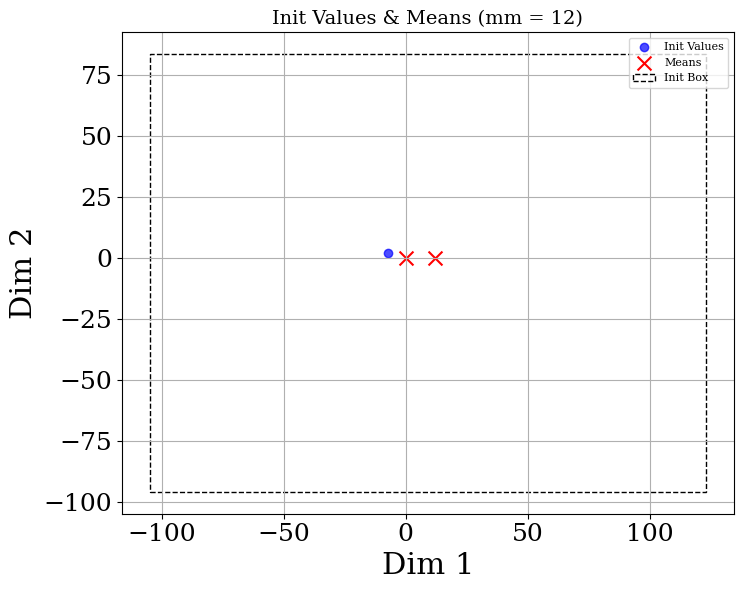 Init Values & Means (mm = 12)
Init Values
Means
Init Box
75
50
25
0
−25
−50
−75
−100
Dim 2
−100 −50 0 50 100
Dim 1